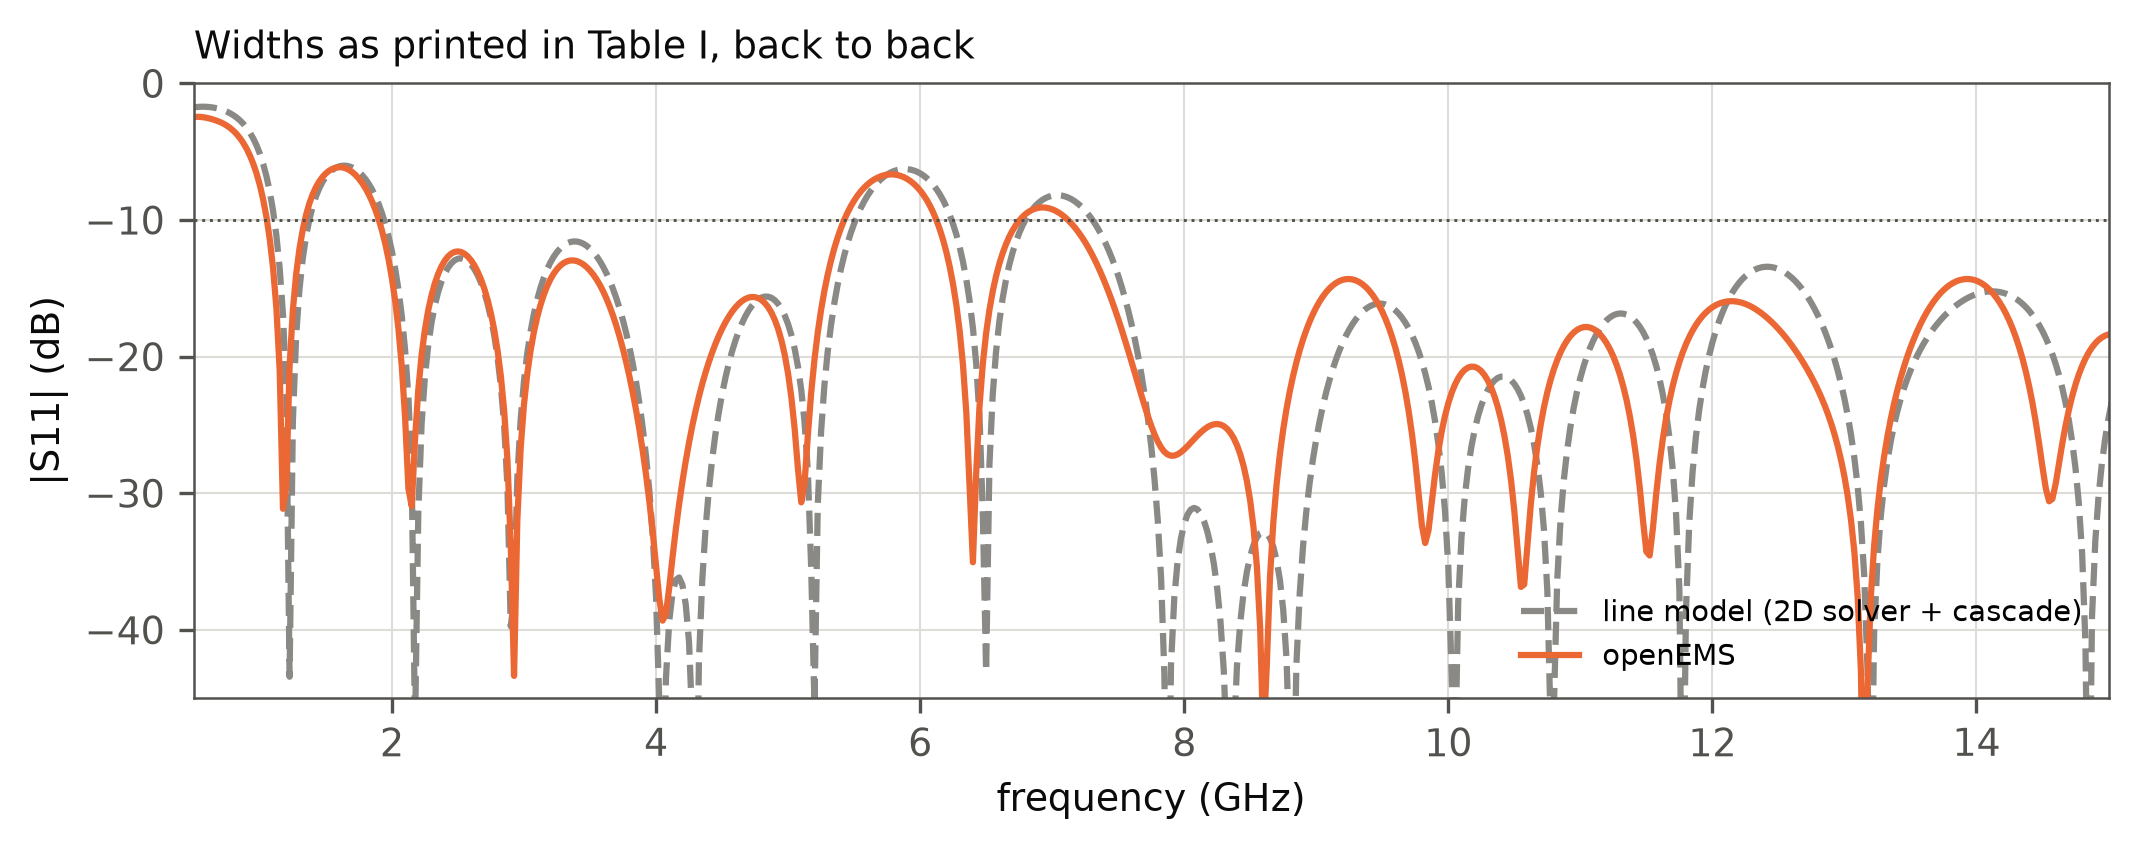 Widths as printed in Table I, back to back
0
−10
−20
−30
−40
|S11| (dB)
2 4 6 8 10 12 14
frequency (GHz)
line model (2D solver + cascade)
openEMS